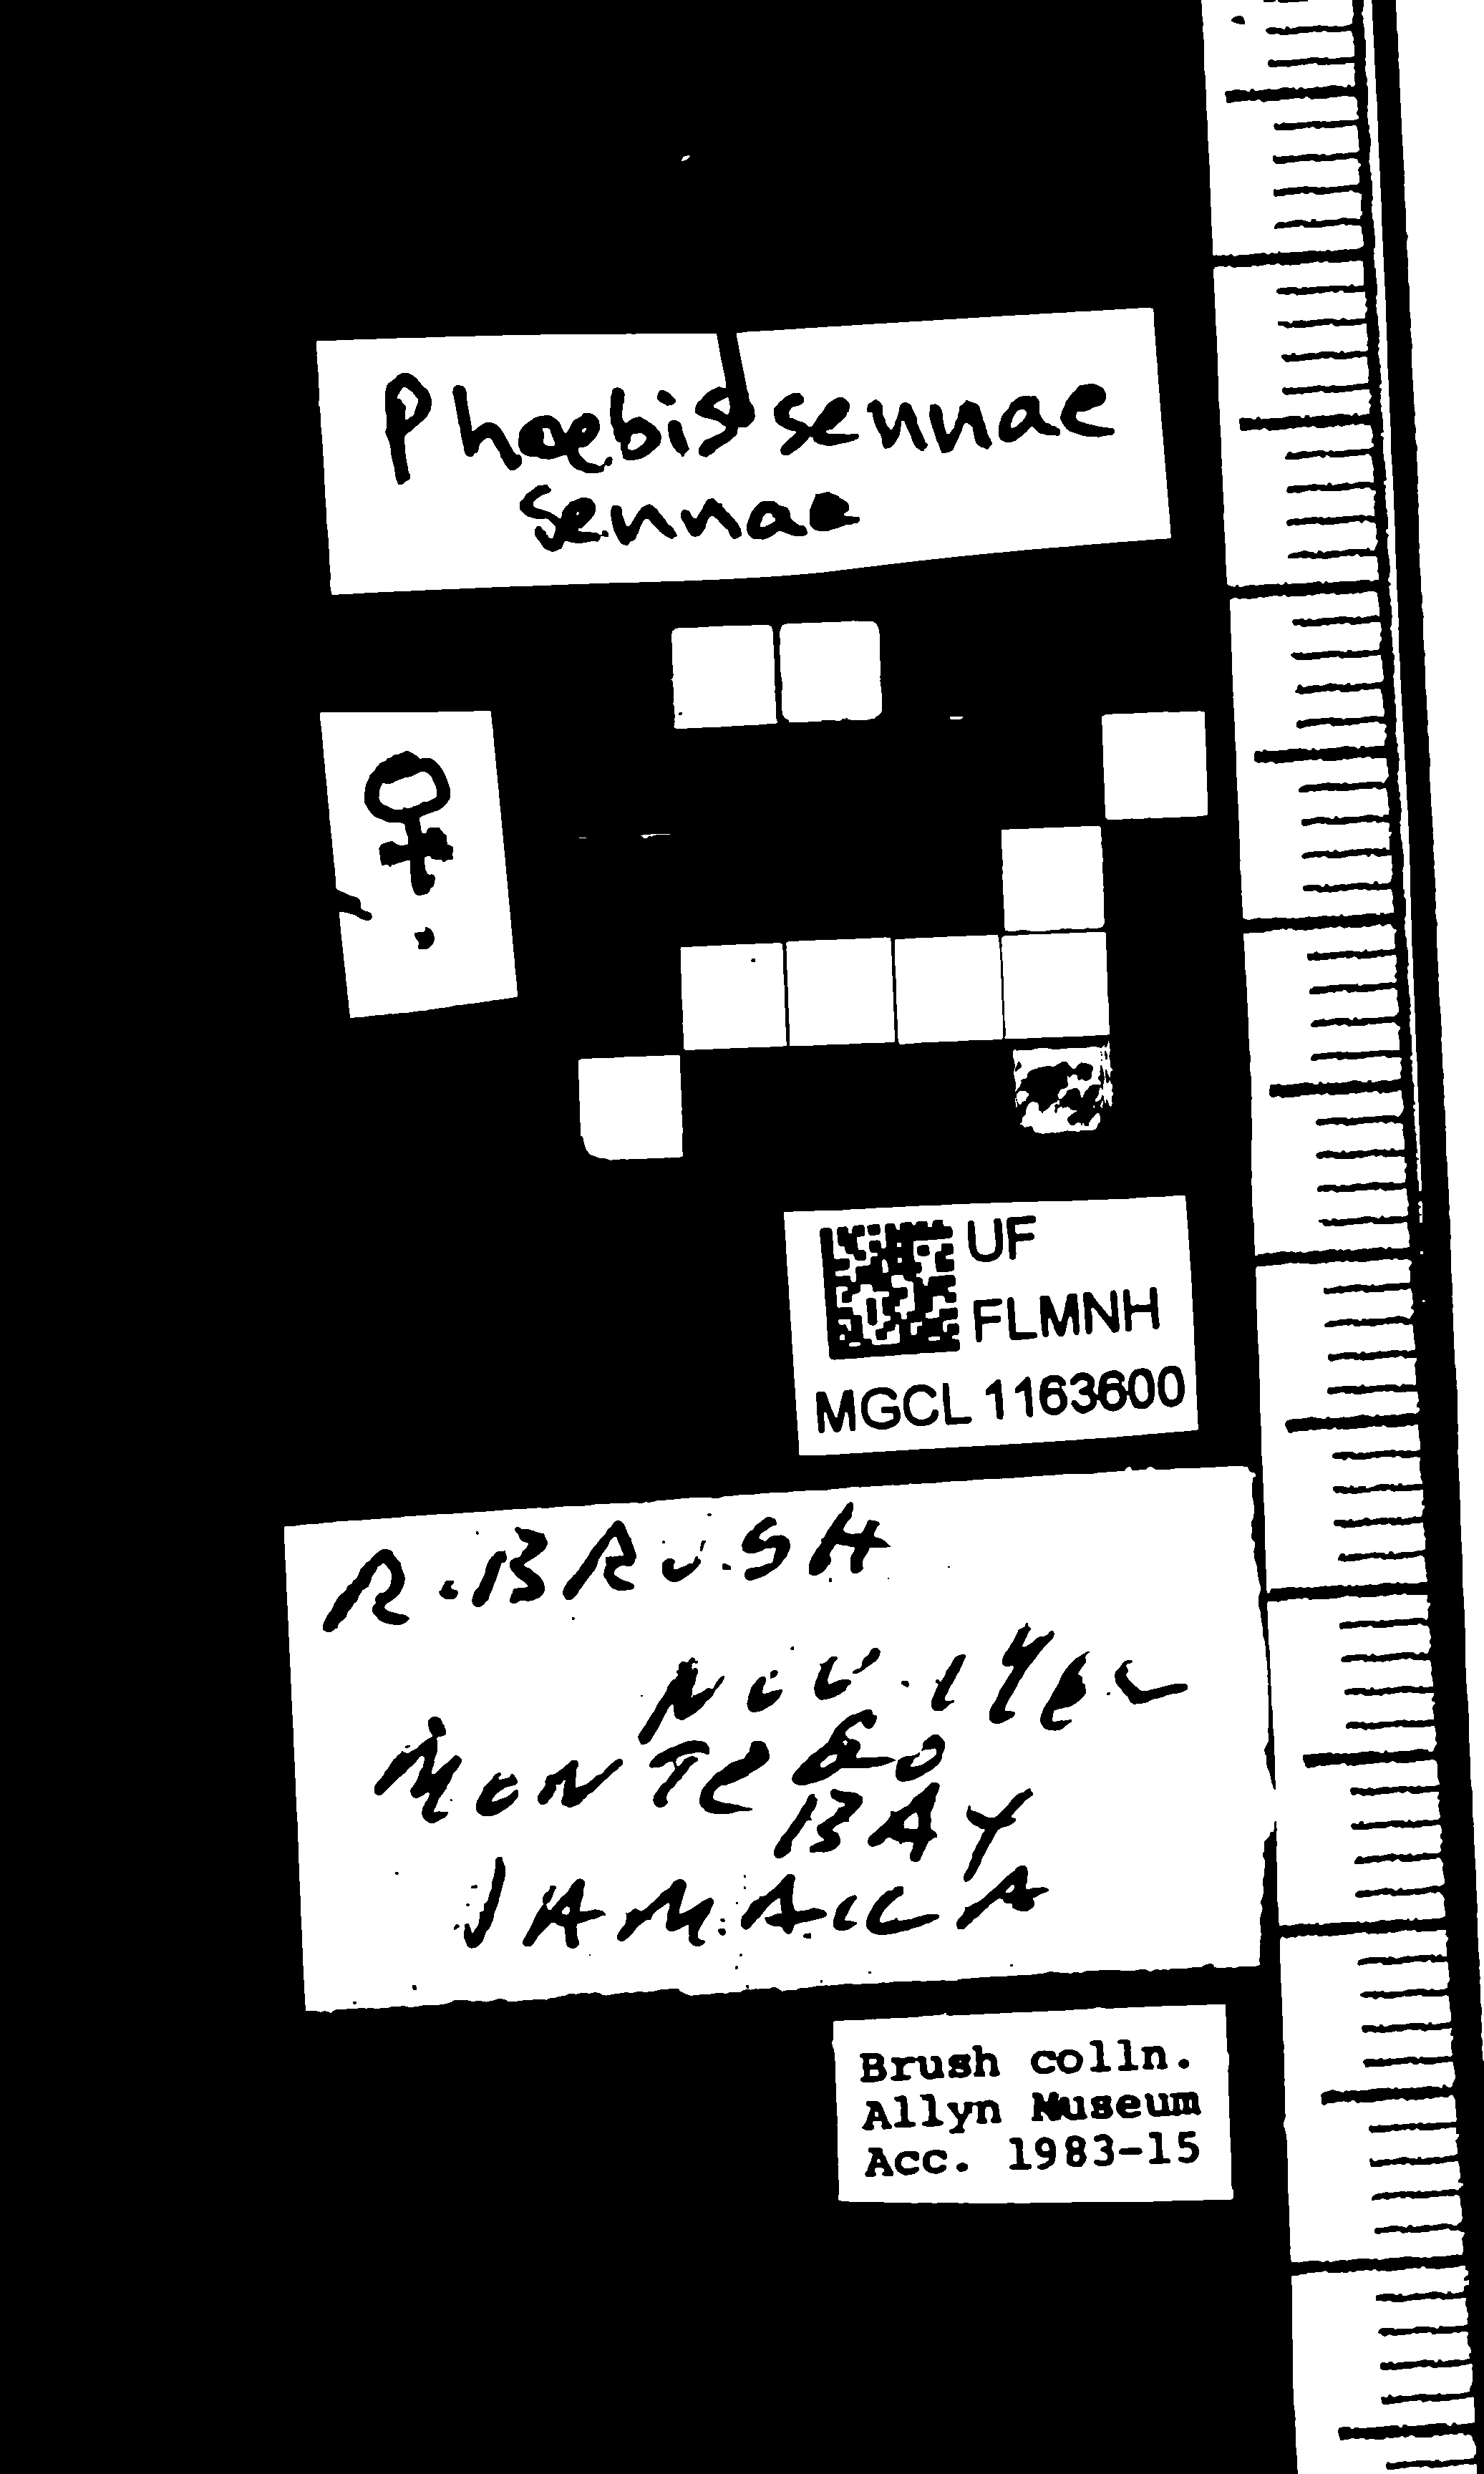 Phoebis sennae
sennae
♀
UF
FLMNH
MGCL 1163600
R. BRUSH
NOV.
MONTEGO
BAY
JAMAICA
Brush colln.
Allyn Museum
Acc. 1983-15